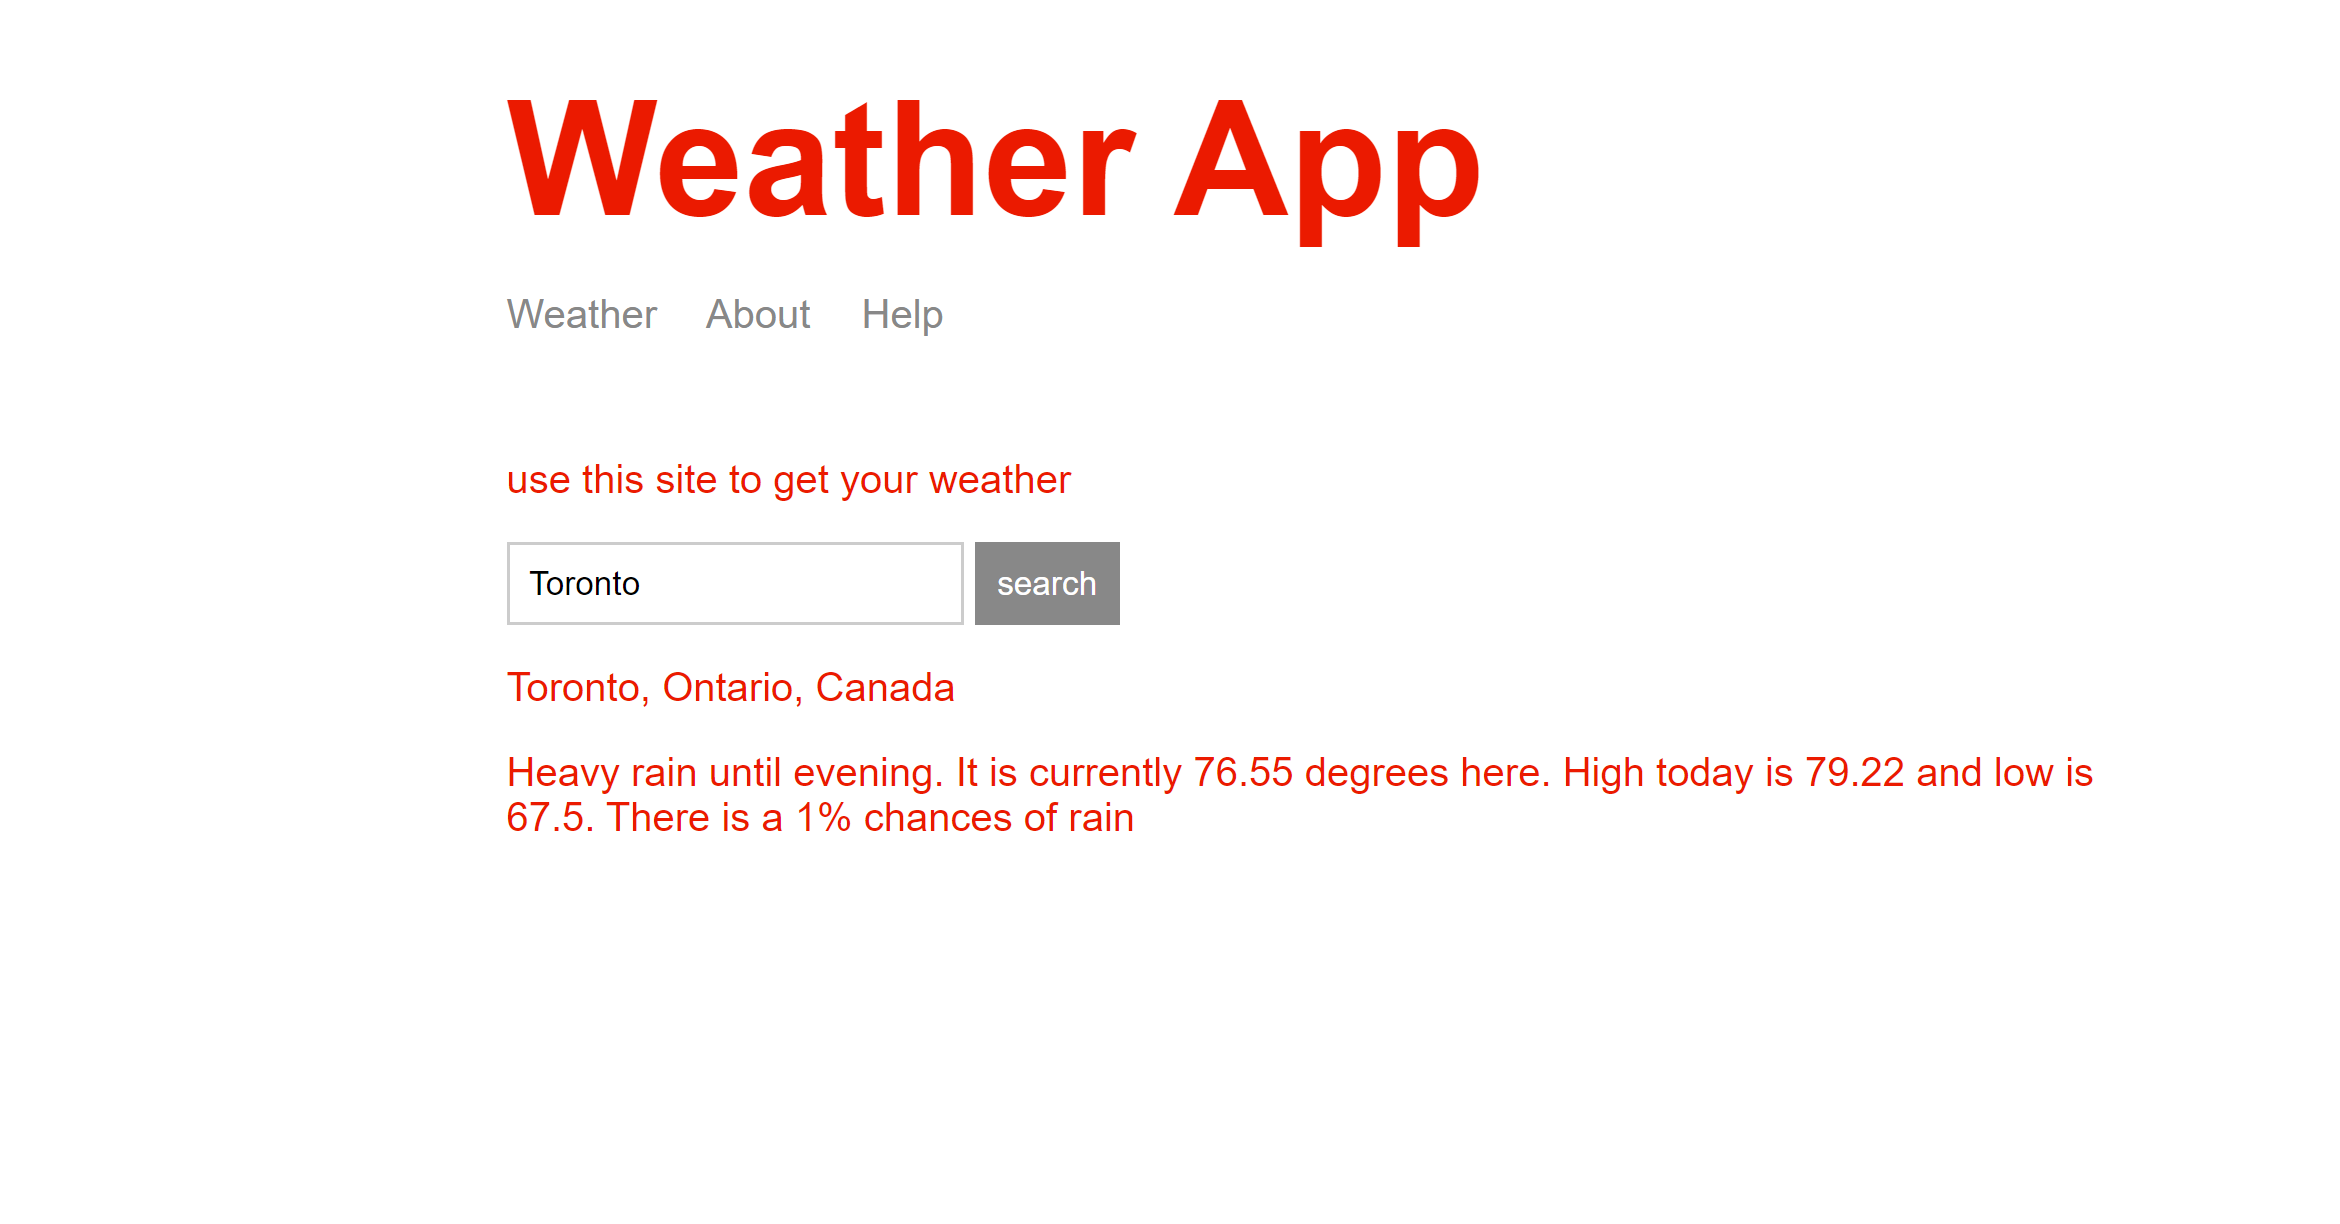 Weather App
Weather About Help
use this site to get your weather
Toronto search
Toronto, Ontario, Canada
Heavy rain until evening. It is currently 76.55 degrees here. High today is 79.22 and low is
67.5. There is a 1% chances of rain